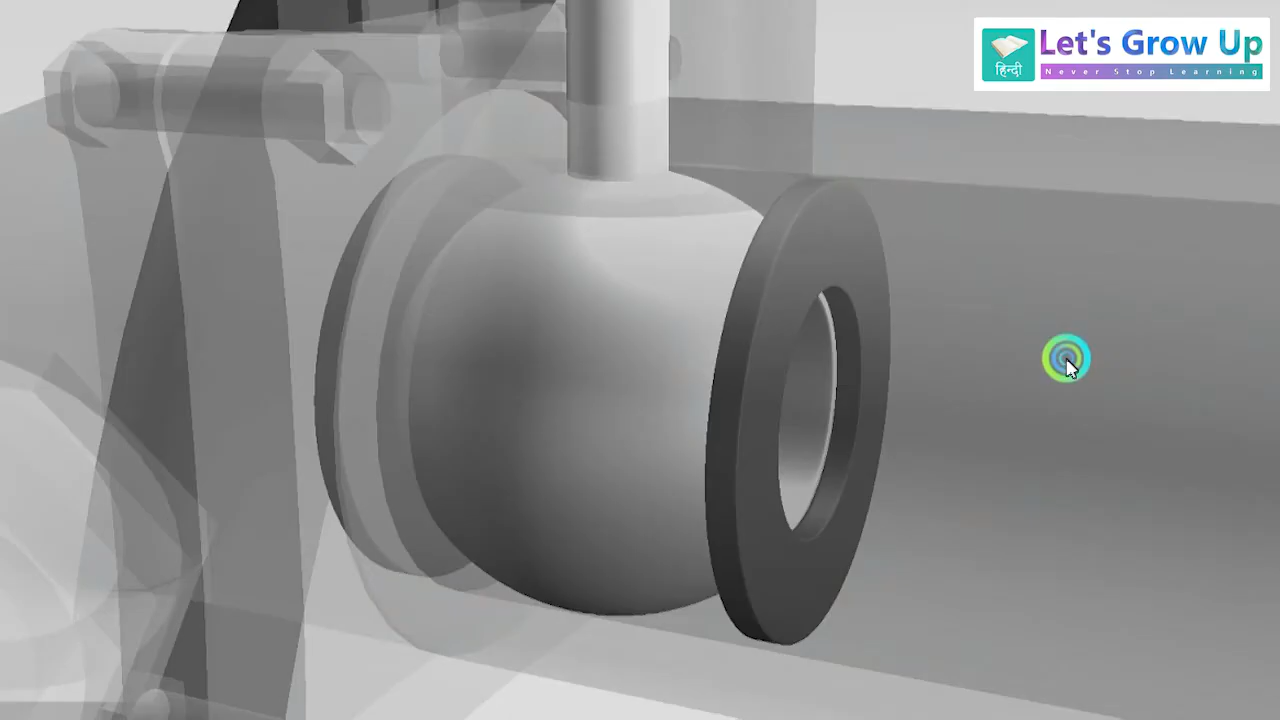 Let's Grow Up
हिन्दी
Never Stop Learning